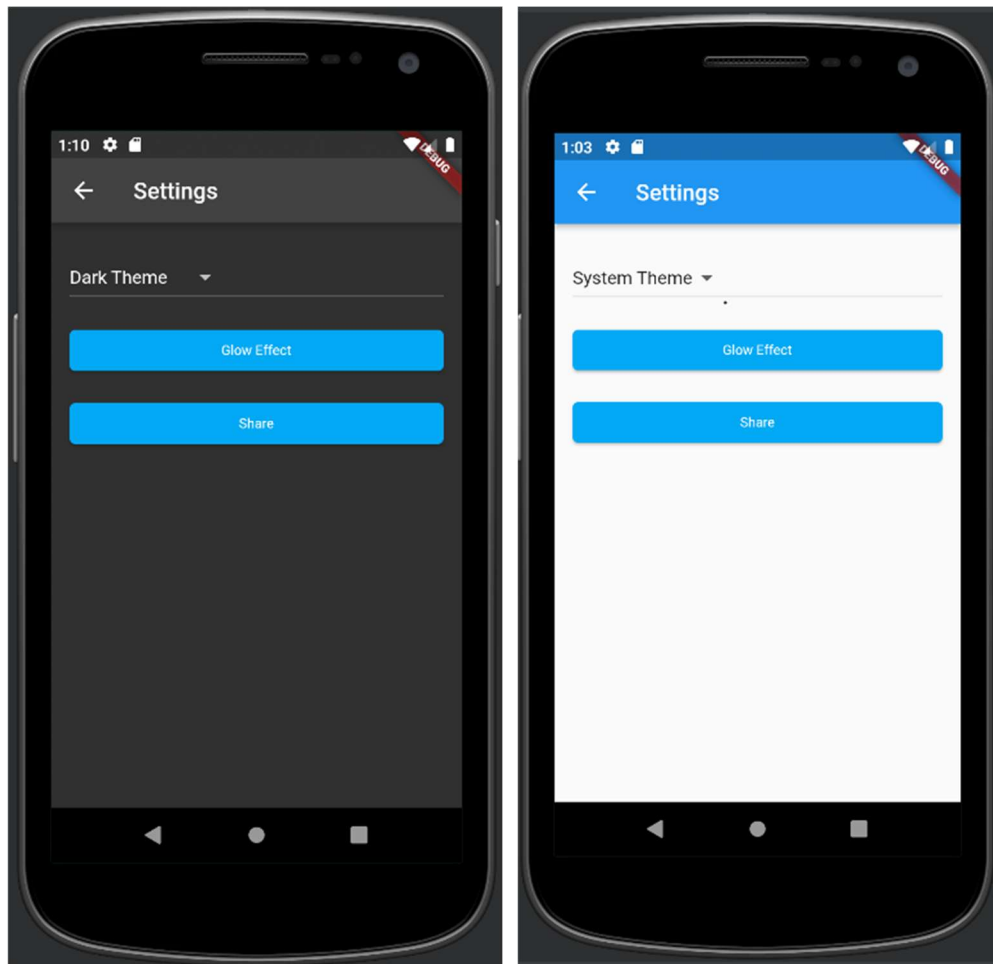 1:10
DEBUG
Settings
Dark Theme
Glow Effect
Share
1:03
DEBUG
Settings
System Theme
Glow Effect
Share